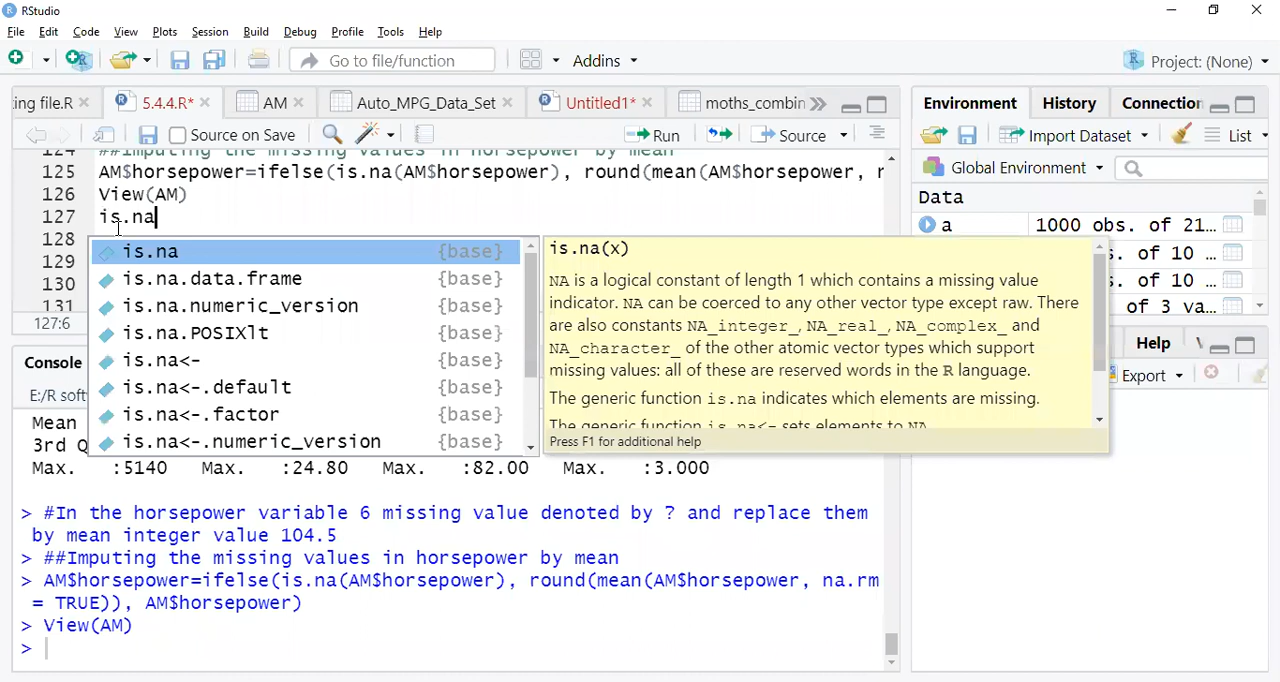 RStudio
File Edit Code View Plots Session Build Debug Profile Tools Help
Go to file/function Addins Project: (None)
ing file.R 5.4.4.R* AM Auto_MPG_Data_Set Untitled1* moths_combin
Source on Save Run Source
124 ##Imputing the missing values in horsepower by mean
125 AM$horsepower=ifelse(is.na(AM$horsepower), round(mean(AM$horsepower, r
126 View(AM)
127 is.na
128
129
130
131
127:6
is.na {base}
is.na.data.frame {base}
is.na.numeric_version {base}
is.na.POSIXlt {base}
is.na<- {base}
is.na<-.default {base}
is.na<-.factor {base}
is.na<-.numeric_version {base}
is.na(x)
NA is a logical constant of length 1 which contains a missing value
indicator. NA can be coerced to any other vector type except raw. There
are also constants NA_integer_, NA_real_, NA_complex_ and
NA_character_ of the other atomic vector types which support
missing values: all of these are reserved words in the R language.
The generic function is.na indicates which elements are missing.
The generic function is.na<- sets elements to NA.
Press F1 for additional help
Console
E:/R soft
Mean
3rd Q
Max. :5140 Max. :24.80 Max. :82.00 Max. :3.000
> #In the horsepower variable 6 missing value denoted by ? and replace them
by mean integer value 104.5
> ##Imputing the missing values in horsepower by mean
> AM$horsepower=ifelse(is.na(AM$horsepower), round(mean(AM$horsepower, na.rm
= TRUE)), AM$horsepower)
> View(AM)
>
Environment History Connection
Import Dataset List
Global Environment
Data
a 1000 obs. of 21...
s. of 10 ...
s. of 10 ...
of 3 va...
Help
Export